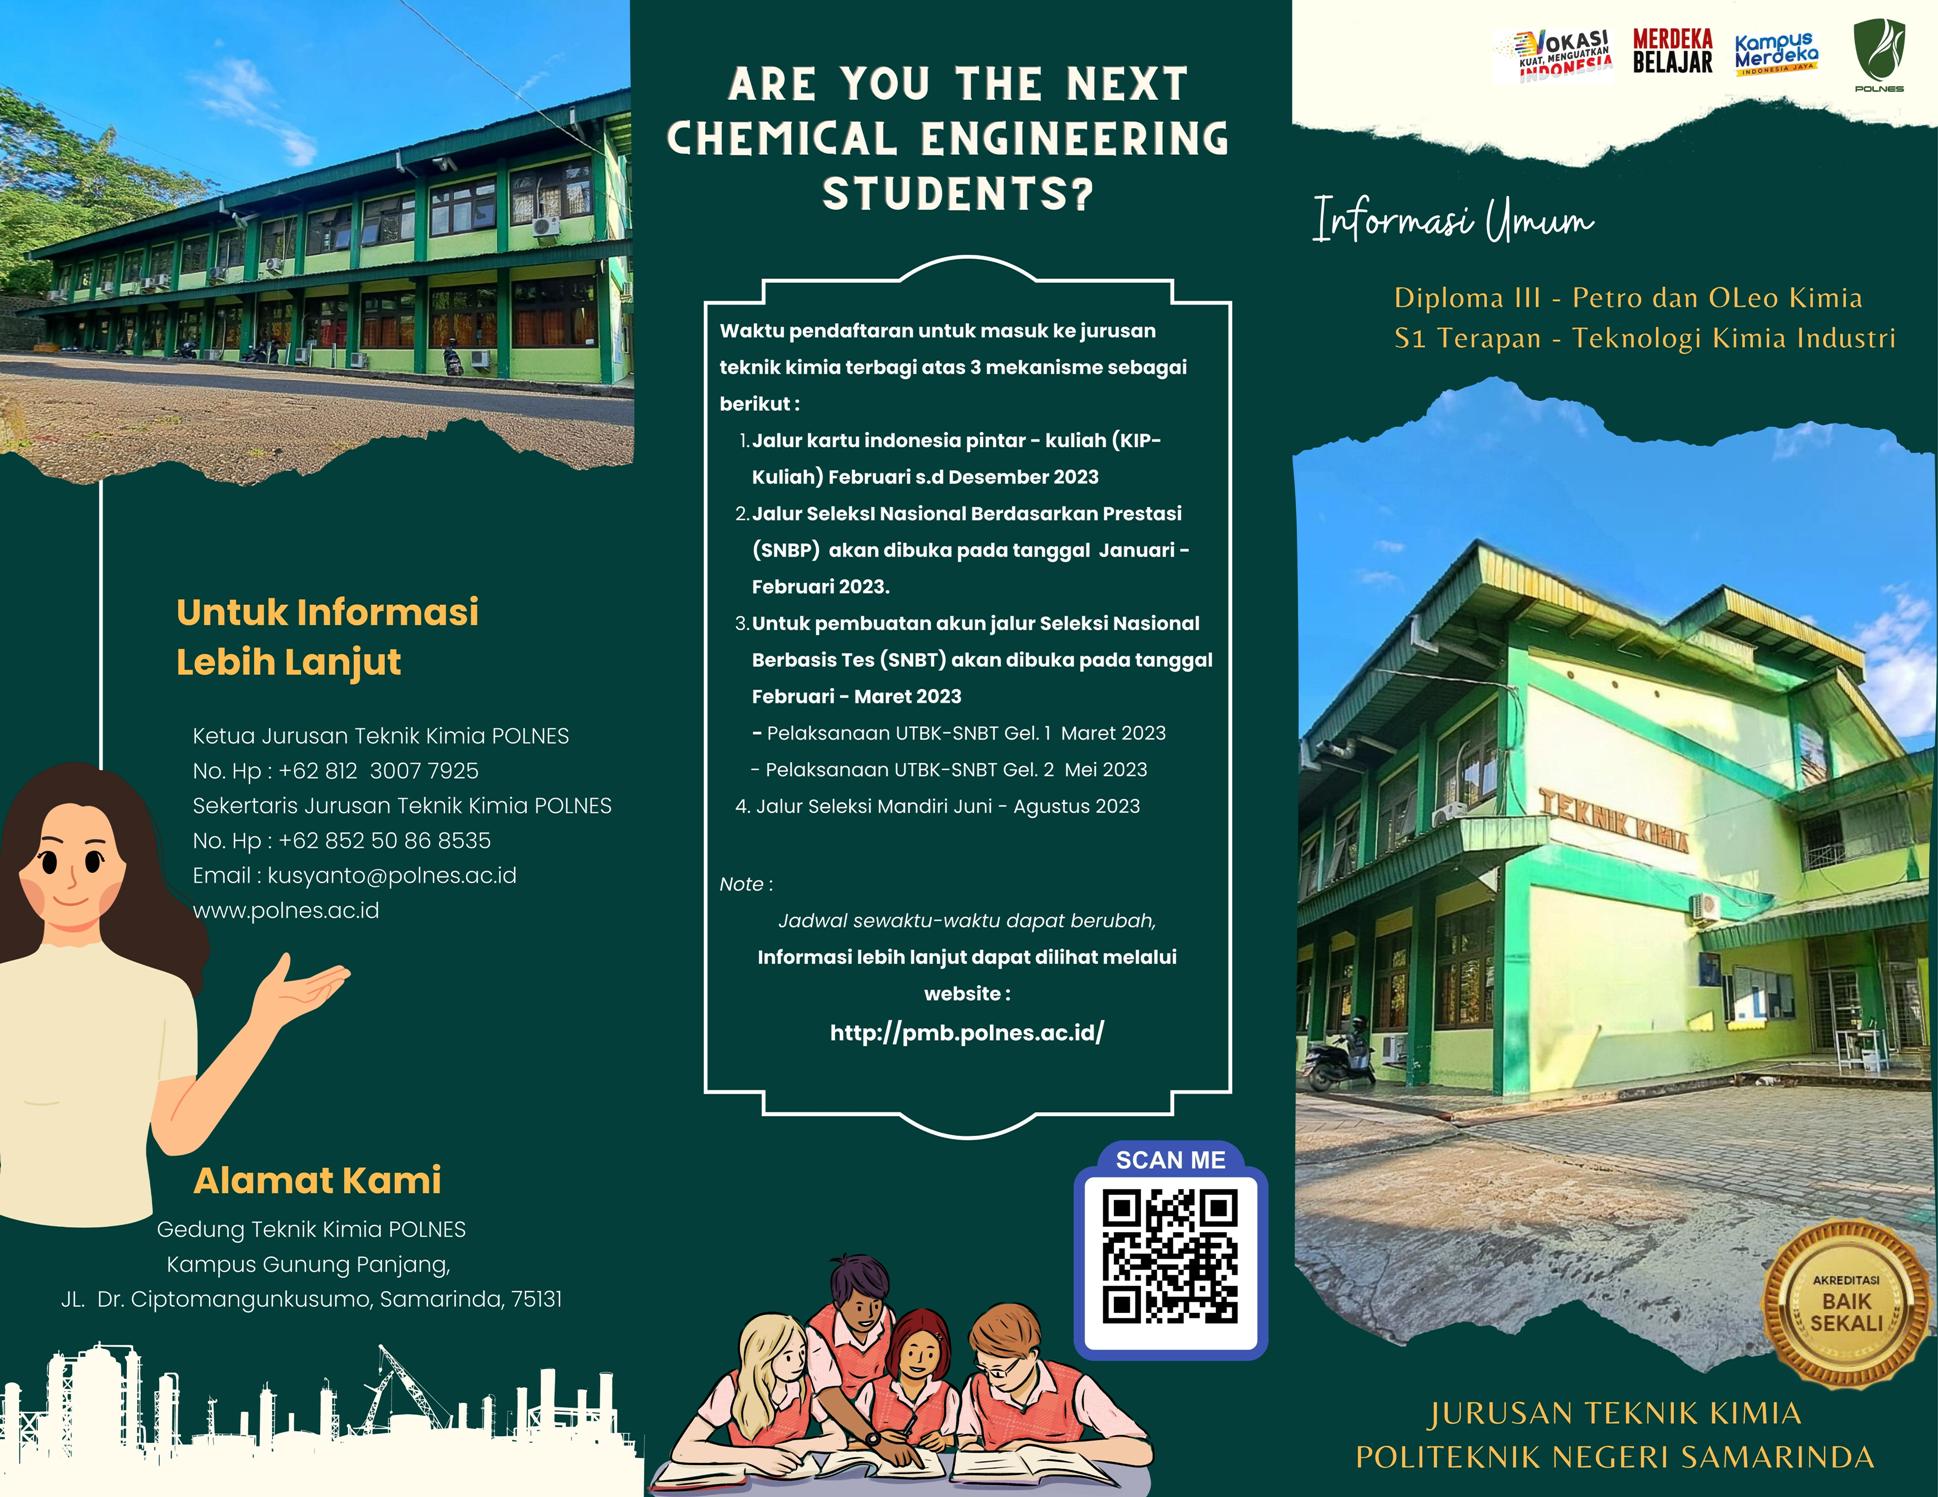 Untuk Informasi
Lebih Lanjut
Ketua Jurusan Teknik Kimia POLNES
No. Hp : +62 812  3007 7925
Sekertaris Jurusan Teknik Kimia POLNES
No. Hp : +62 852 50 86 8535
Email : kusyanto@polnes.ac.id
www.polnes.ac.id
Alamat Kami
Gedung Teknik Kimia POLNES
Kampus Gunung Panjang,
JL.  Dr. Ciptomangunkusumo, Samarinda, 75131
ARE YOU THE NEXT
CHEMICAL ENGINEERING
STUDENTS?
Waktu pendaftaran untuk masuk ke jurusan
teknik kimia terbagi atas 3 mekanisme sebagai
berikut :
1. Jalur kartu indonesia pintar - kuliah (KIP-
Kuliah) Februari s.d Desember 2023
2. Jalur SeleksI Nasional Berdasarkan Prestasi
(SNBP)  akan dibuka pada tanggal  Januari -
Februari 2023.
3. Untuk pembuatan akun jalur Seleksi Nasional
Berbasis Tes (SNBT) akan dibuka pada tanggal
Februari - Maret 2023
- Pelaksanaan UTBK-SNBT Gel. 1  Maret 2023
- Pelaksanaan UTBK-SNBT Gel. 2  Mei 2023
4. Jalur Seleksi Mandiri Juni - Agustus 2023
Note :
Jadwal sewaktu-waktu dapat berubah,
Informasi lebih lanjut dapat dilihat melalui
website :
http://pmb.polnes.ac.id/
SCAN ME
VOKASI
KUAT, MENGUATKAN
INDONESIA
MERDEKA
BELAJAR
Kampus
Merdeka
INDONESIA JAYA
POLNES
Informasi Umum
Diploma III - Petro dan OLeo Kimia
S1 Terapan - Teknologi Kimia Industri
TEKNIK KIMIA
AKREDITASI
BAIK
SEKALI
JURUSAN TEKNIK KIMIA
POLITEKNIK NEGERI SAMARINDA